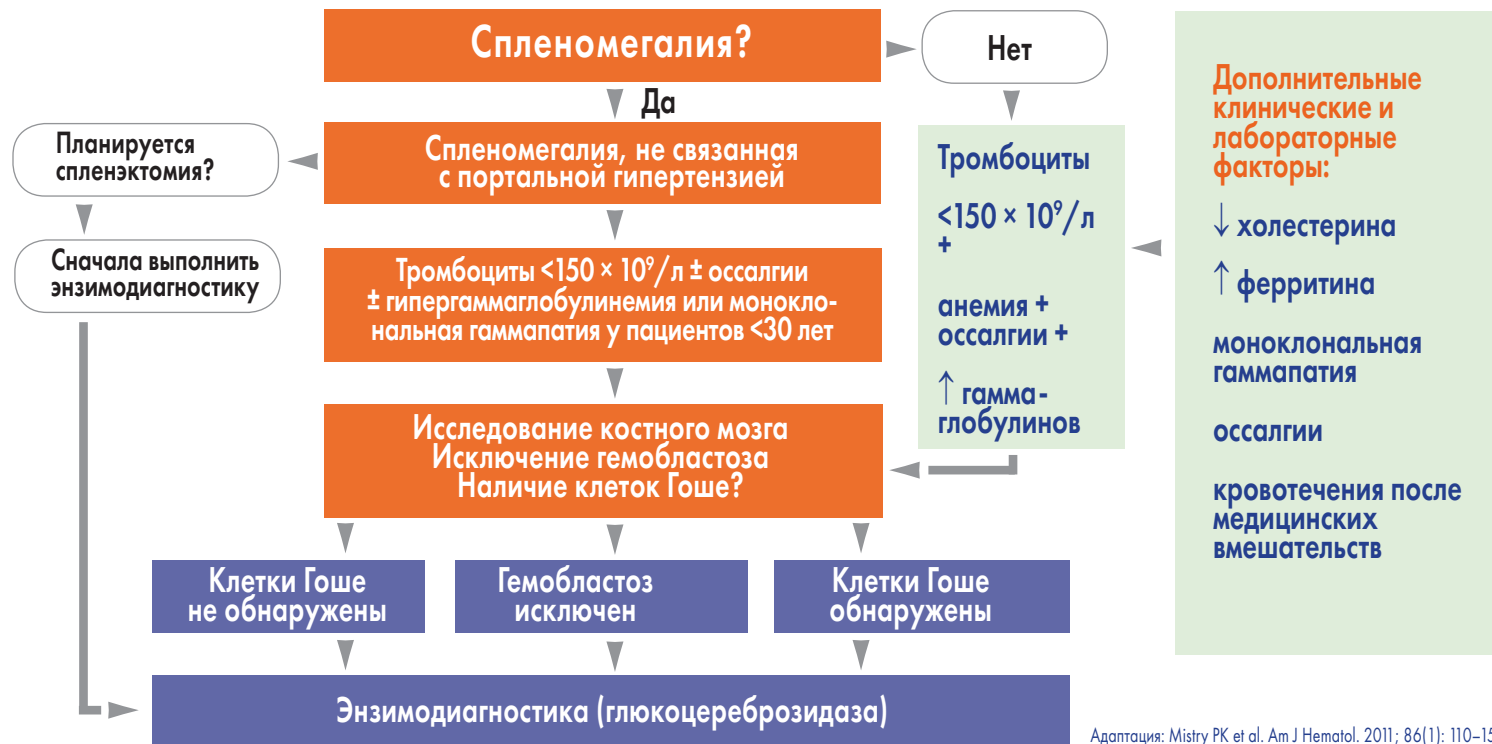 Спленомегалия?
Нет
Да
Планируется
спленэктомия?
Сначала выполнить
энзимодиагностику
Спленомегалия, не связанная
с портальной гипертензией
Тромбоциты <150 × 10⁹/л ± оссалгии
± гипергаммаглобулинемия или монокло-
нальная гаммапатия у пациентов <30 лет
Исследование костного мозга
Исключение гемобластоза
Наличие клеток Гоше?
Тромбоциты
<150 × 10⁹/л
+
анемия +
оссалгии +
↑ гамма-
глобулинов
Дополнительные
клинические и
лабораторные
факторы:
↓ холестерина
↑ ферритина
моноклональная
гаммапатия
оссалгии
кровотечения после
медицинских
вмешательств
Клетки Гоше
не обнаружены
Гемобластоз
исключен
Клетки Гоше
обнаружены
Энзимодиагностика (глюкоцереброзидаза)
Адаптация: Mistry PK et al. Am J Hematol. 2011; 86(1): 110–15